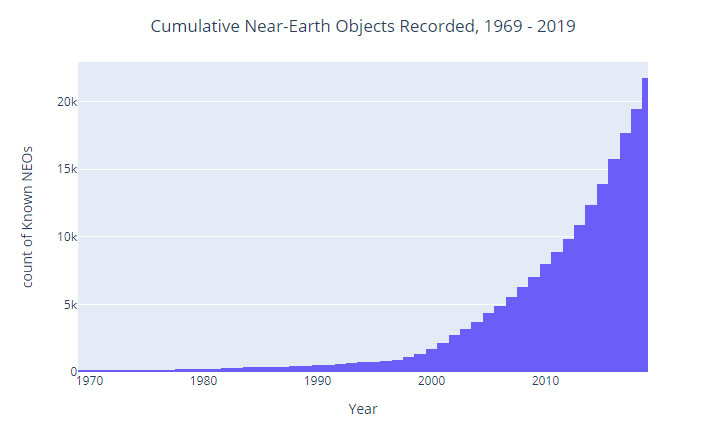 Cumulative Near-Earth Objects Recorded, 1969 - 2019
count of Known NEOs
20k
15k
10k
5k
0
1970 1980 1990 2000 2010
Year